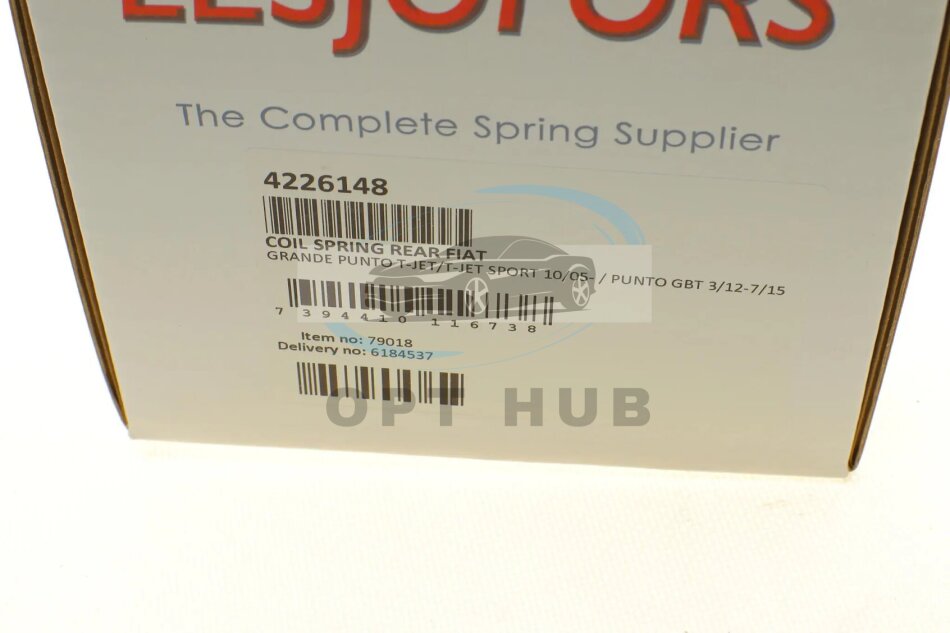 LESJÖFORS
The Complete Spring Supplier
4226148
COIL SPRING REAR FIAT
GRANDE PUNTO T-JET/T-JET SPORT 10/05- / PUNTO GBT 3/12-7/15
7 394410 116738
Item no: 79018
Delivery no: 6184537
OPT HUB